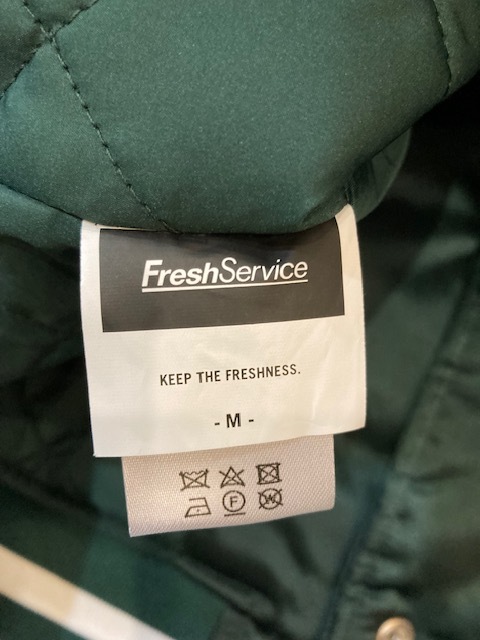 FreshService
KEEP THE FRESHNESS.
- M -
F W